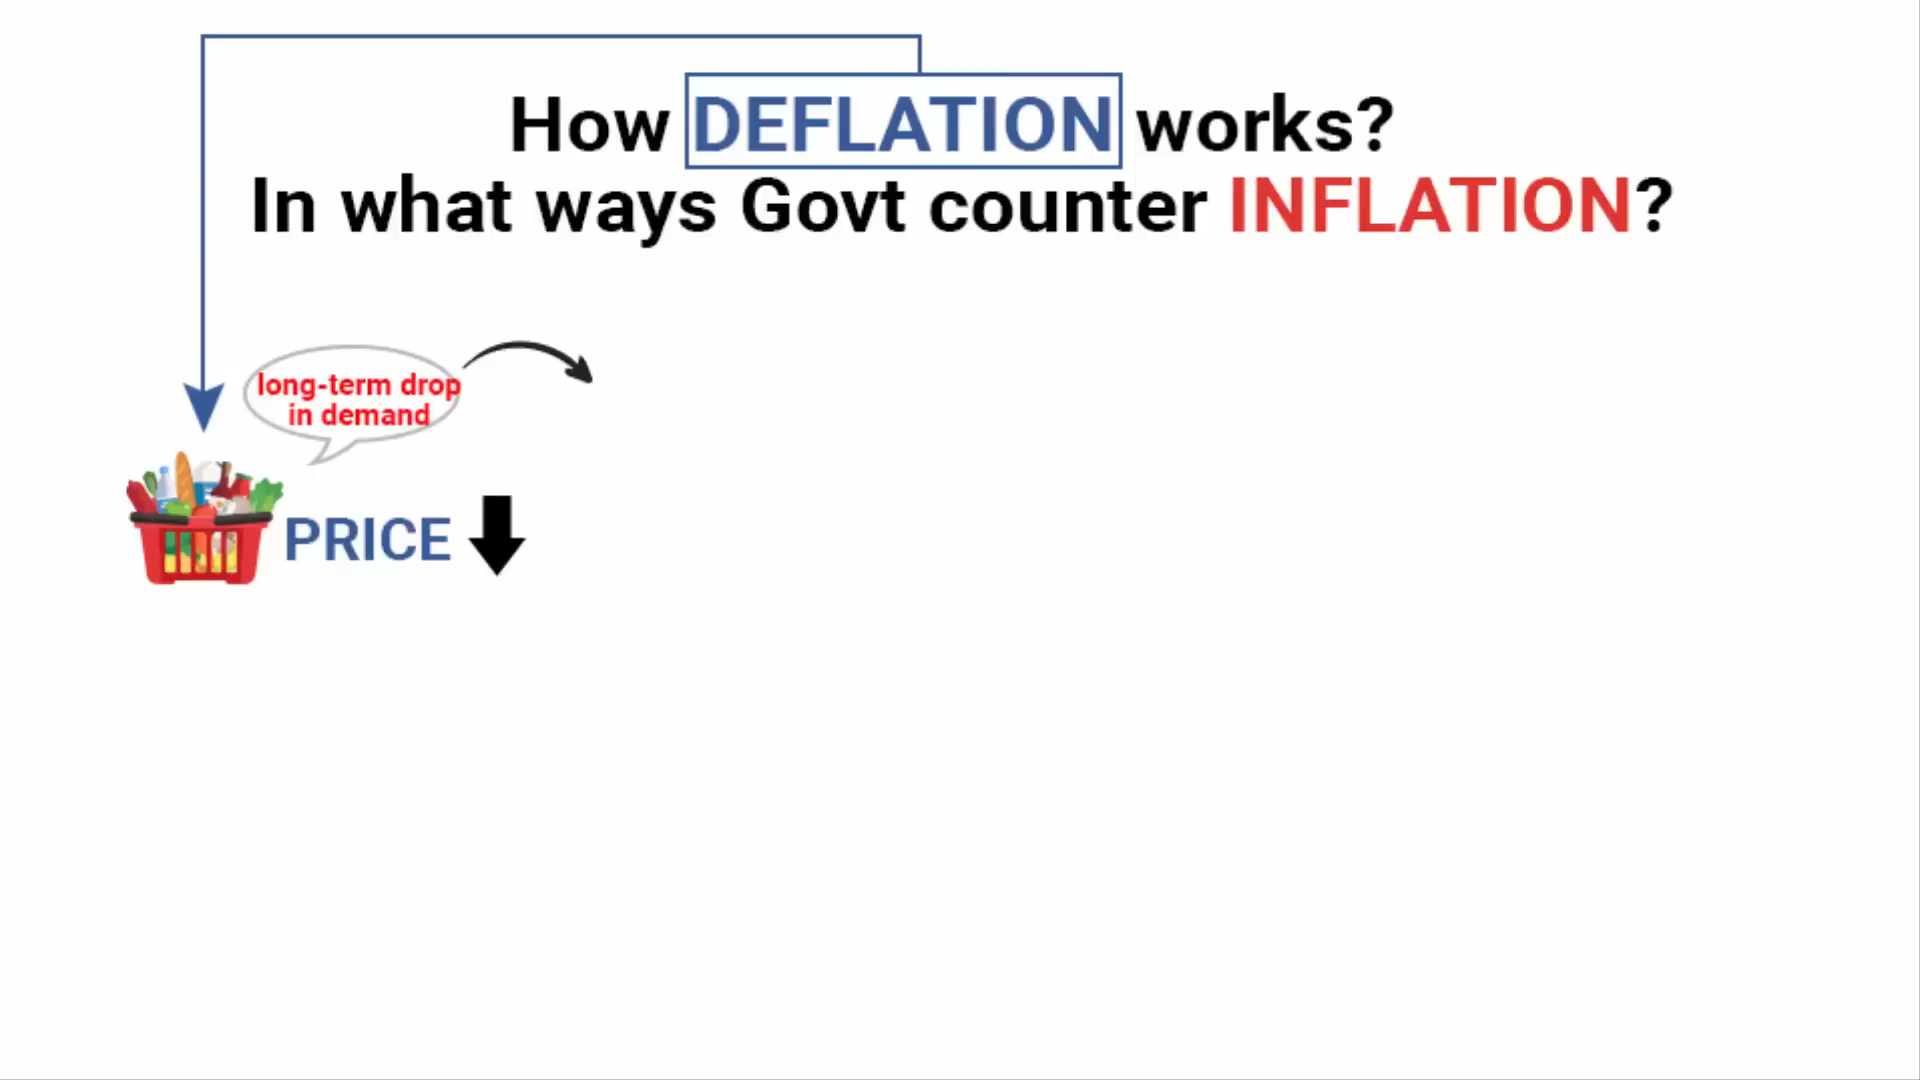 How DEFLATION works?
In what ways Govt counter INFLATION?
long-term drop
in demand
PRICE